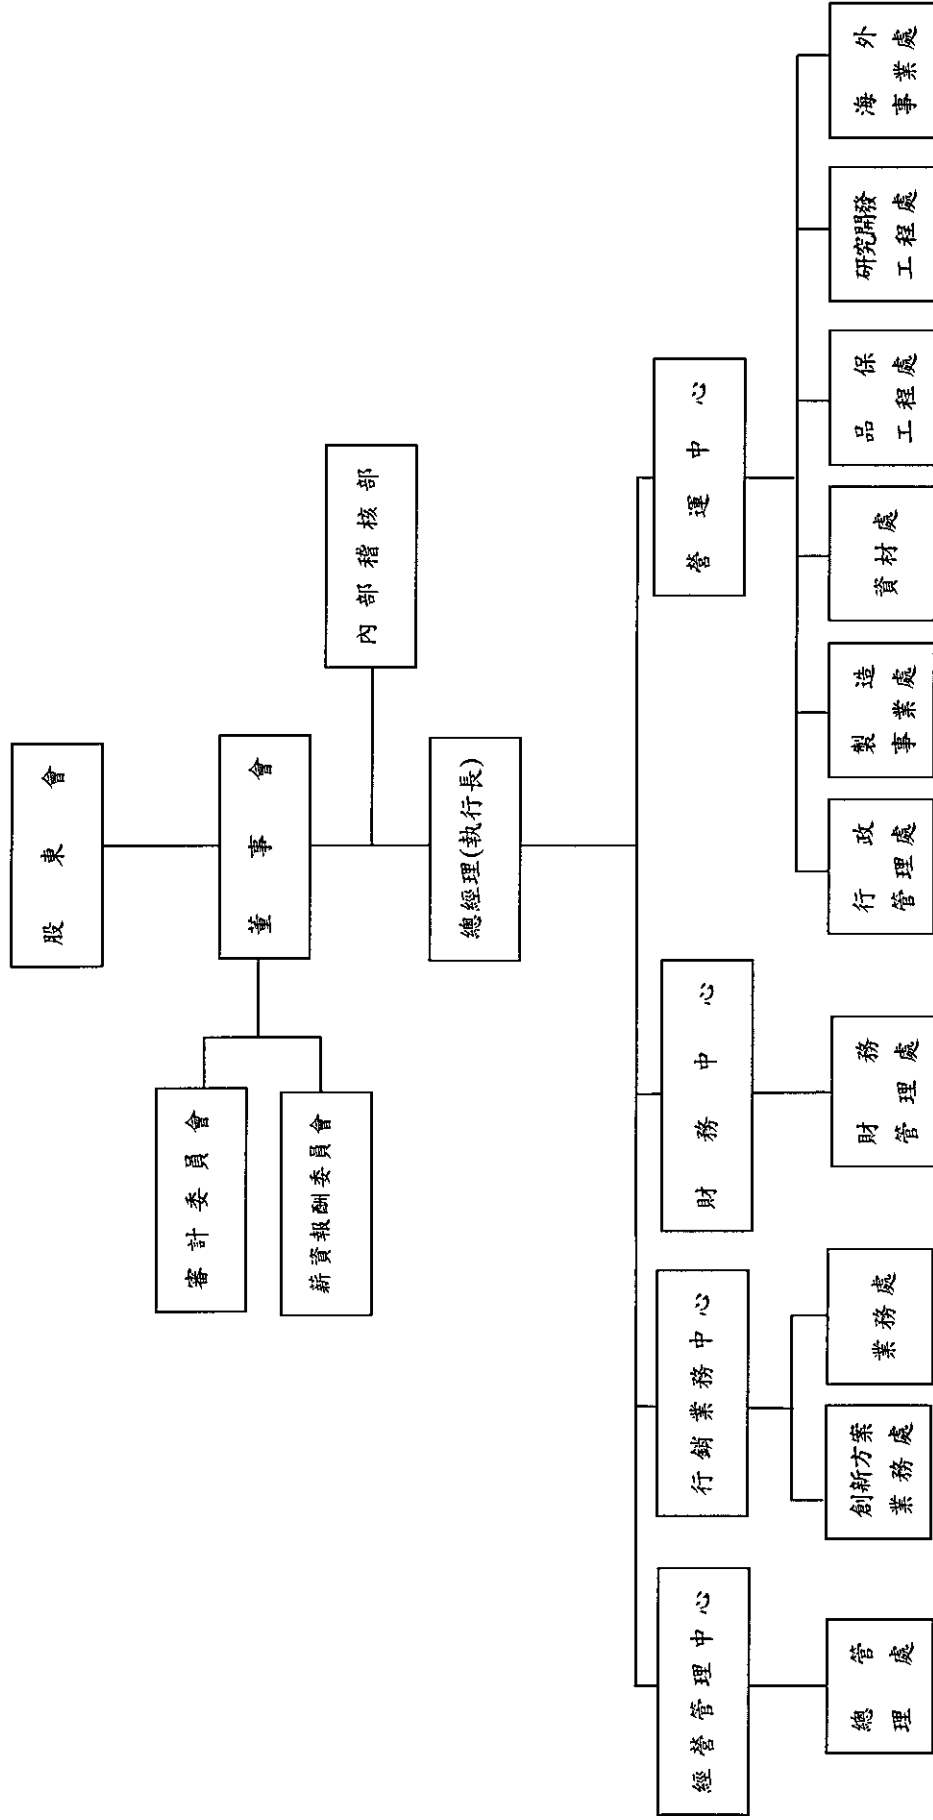 股東會
董事會
審計委員會
薪資報酬委員會
內部稽核部
總經理(執行長)
經營管理中心
行銷業務中心
財務中心
營運中心
總管
理處
創新方案
業務處
業務處
財務
管理處
行政
管理處
製造
事業處
資材處
品保
工程處
研究開發
工程處
海外
事業處